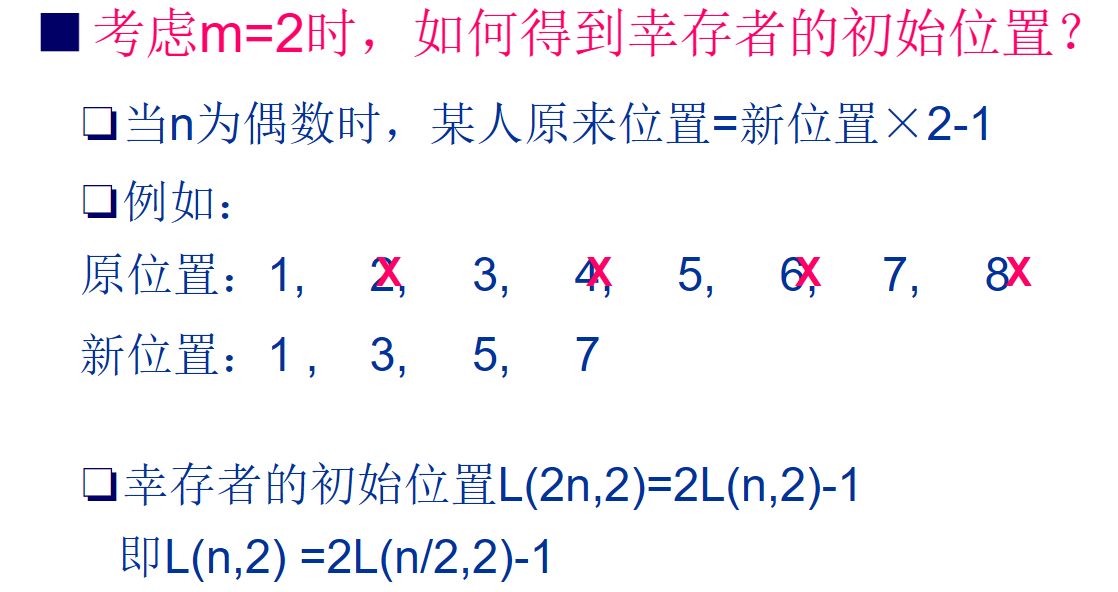 考虑m=2时，如何得到幸存者的初始位置？
当n为偶数时，某人原来位置=新位置×2-1
例如：
原位置：1, 2, 3, 4, 5, 6, 7, 8
新位置：1 , 3, 5, 7
幸存者的初始位置L(2n,2)=2L(n,2)-1
即L(n,2) =2L(n/2,2)-1